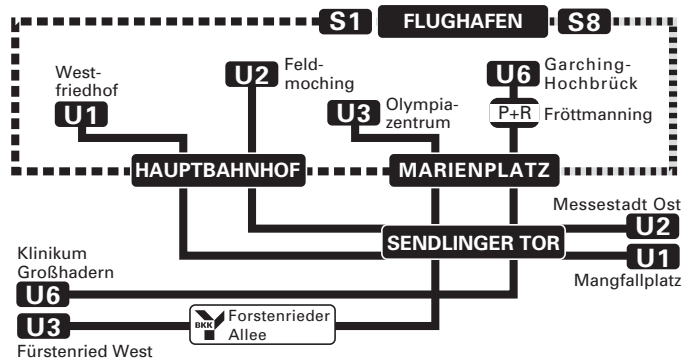 S1 FLUGHAFEN S8
West-
friedhof
U1
U2 Feld-
moching
U3 Olympia-
zentrum
U6 Garching-
Hochbrück
P+R Fröttmanning
HAUPTBAHNHOF
MARIENPLATZ
Messestadt Ost
U2
SENDLINGER TOR
U1
Mangfallplatz
Klinikum
Großhadern
U6
U3
BKK Forstenrieder
Allee
Fürstenried West